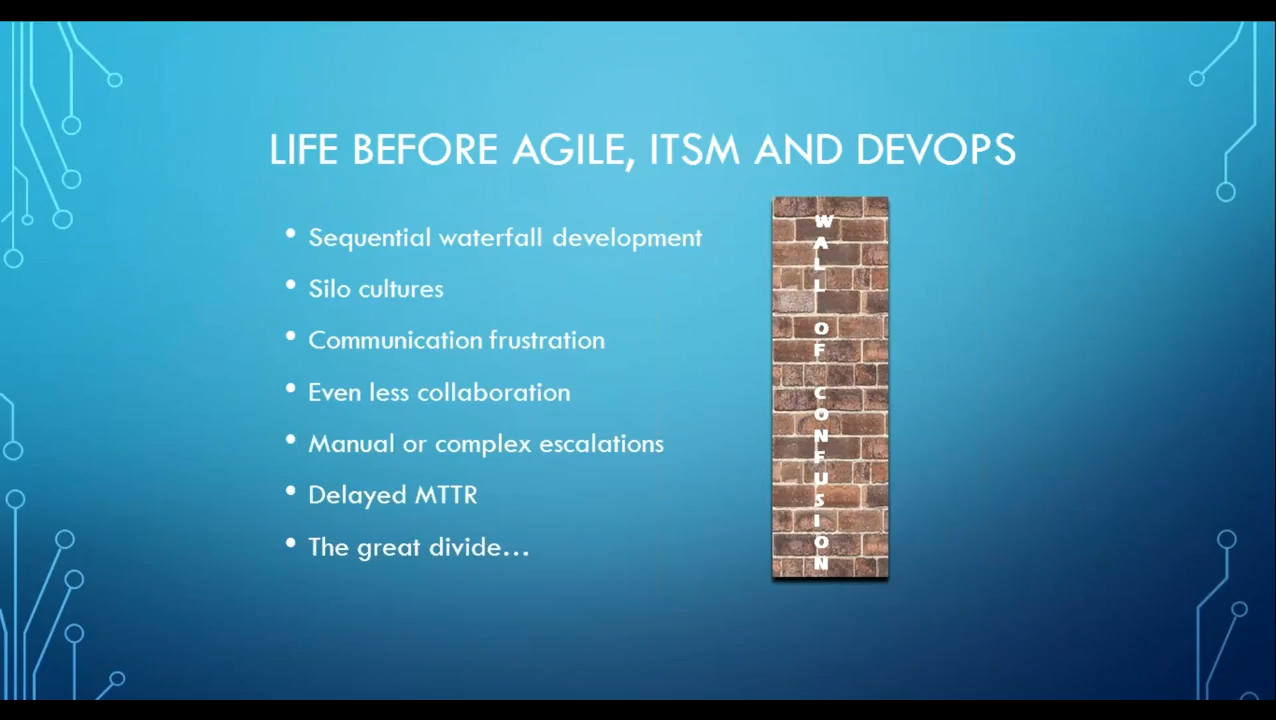 LIFE BEFORE AGILE, ITSM AND DEVOPS
• Sequential waterfall development
• Silo cultures
• Communication frustration
• Even less collaboration
• Manual or complex escalations
• Delayed MTTR
• The great divide...
WALL OF CONFUSION